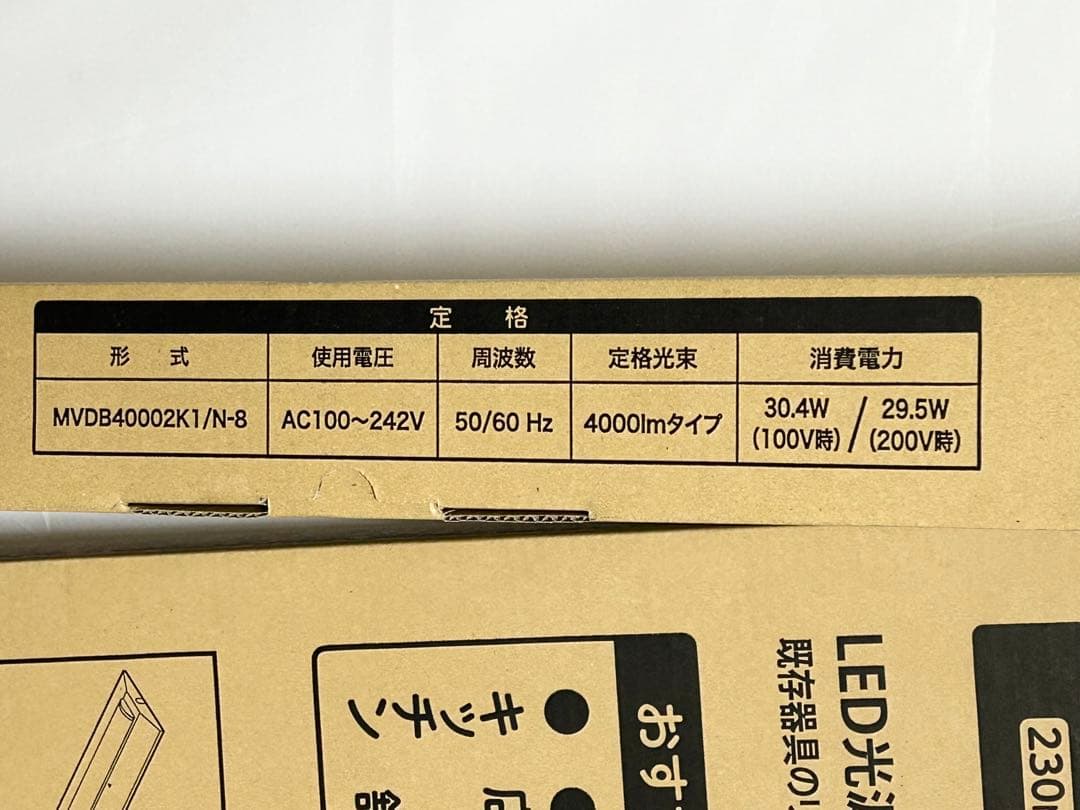 定 格
形 式 使用電圧 周波数 定格光束 消費電力
MVDB40002K1/N-8 AC100～242V 50/60 Hz 4000lmタイプ 30.4W (100V時) / 29.5W (200V時)
230
LED光
既存器具の
おす
●キッチン
●店